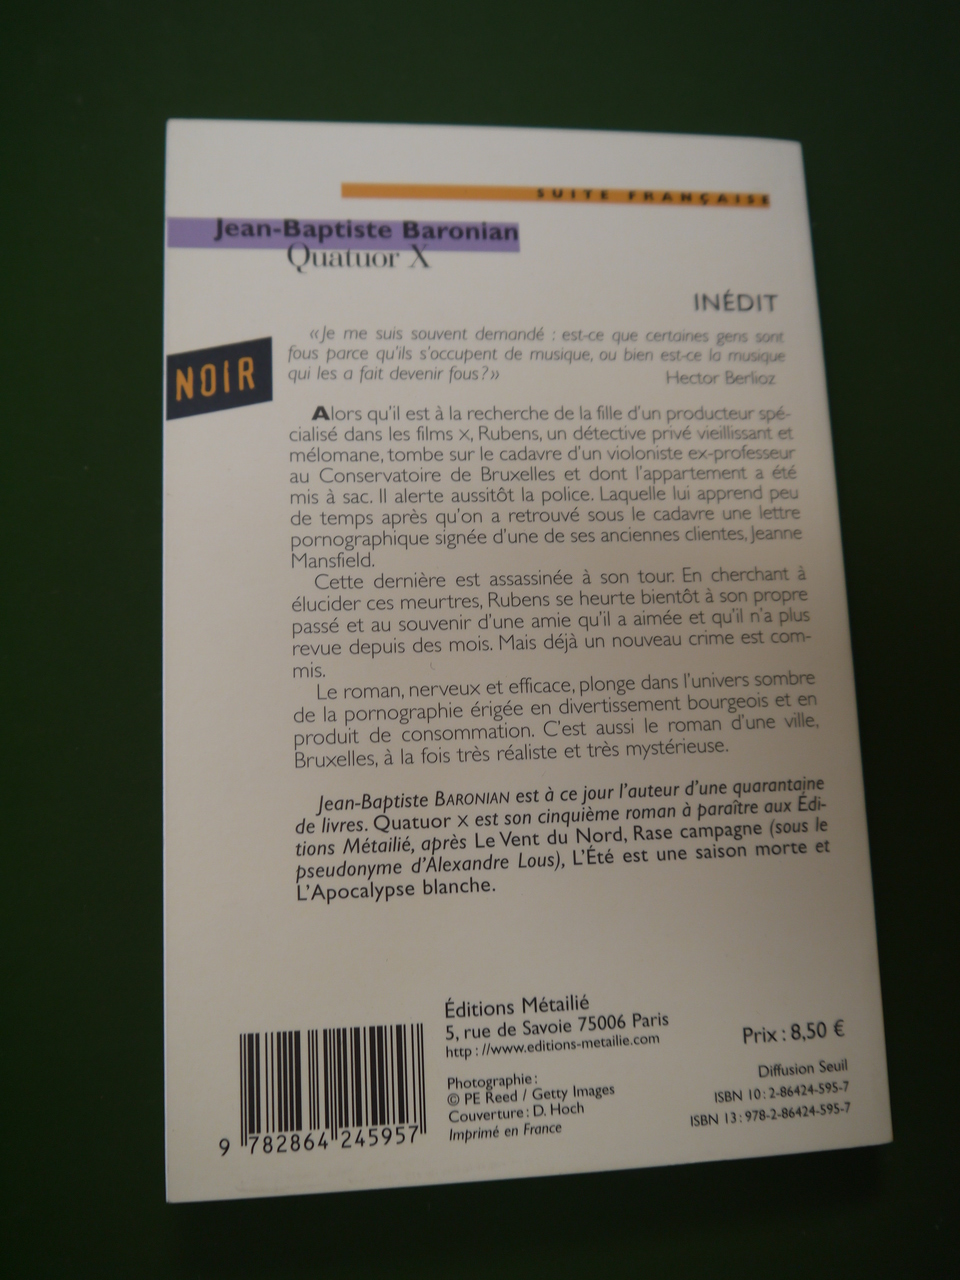 SUITE FRANÇAISE
Jean-Baptiste Baronian
Quatuor X
INÉDIT
«Je me suis souvent demandé : est-ce que certaines gens sont
fous parce qu'ils s'occupent de musique, ou bien est-ce la musique
qui les a fait devenir fous ?»
Hector Berlioz
NOIR
Alors qu'il est à la recherche de la fille d'un producteur spé-
cialisé dans les films X, Rubens, un détective privé vieillissant et
mélomane, tombe sur le cadavre d'un violoniste ex-professeur
au Conservatoire de Bruxelles et dont l'appartement a été
mis à sac. Il alerte aussitôt la police. Laquelle lui apprend peu
de temps après qu'on a retrouvé sous le cadavre une lettre
pornographique signée d'une de ses anciennes clientes, Jeanne
Mansfield.
Cette dernière est assassinée à son tour. En cherchant à
élucider ces meurtres, Rubens se heurte bientôt à son propre
passé et au souvenir d'une amie qu'il a aimée et qu'il n'a plus
revue depuis des mois. Mais déjà un nouveau crime est com-
mis.
Le roman, nerveux et efficace, plonge dans l'univers sombre
de la pornographie érigée en divertissement bourgeois et en
produit de consommation. C'est aussi le roman d'une ville,
Bruxelles, à la fois très réaliste et très mystérieuse.
Jean-Baptiste BARONIAN est à ce jour l'auteur d'une quarantaine
de livres. Quatuor X est son cinquième roman à paraître aux Édi-
tions Métailié, après Le Vent du Nord, Rase campagne (sous le
pseudonyme d'Alexandre Lous), L'Été est une saison morte et
L'Apocalypse blanche.
Éditions Métailié
5, rue de Savoie 75006 Paris
http : //www.editions-metailie.com
Photographie :
© PE Reed / Getty Images
Couverture : D. Hoch
Imprimé en France
Prix : 8,50 €
Diffusion Seuil
ISBN 10 : 2-86424-595-7
ISBN 13 : 978-2-86424-595-7
9 782864 245957